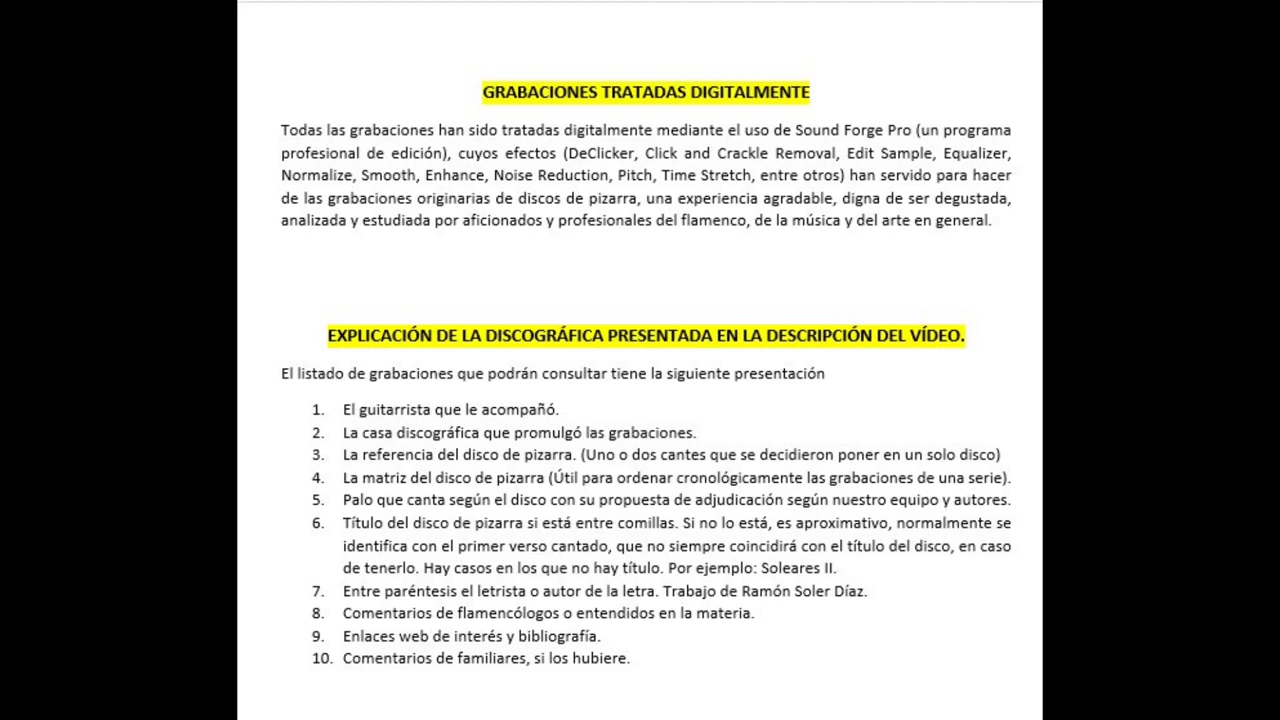 GRABACIONES TRATADAS DIGITALMENTE
Todas las grabaciones han sido tratadas digitalmente mediante el uso de Sound Forge Pro (un programa
profesional de edición), cuyos efectos (DeClicker, Click and Crackle Removal, Edit Sample, Equalizer,
Normalize, Smooth, Enhance, Noise Reduction, Pitch, Time Stretch, entre otros) han servido para hacer
de las grabaciones originarias de discos de pizarra, una experiencia agradable, digna de ser degustada,
analizada y estudiada por aficionados y profesionales del flamenco, de la música y del arte en general.
EXPLICACIÓN DE LA DISCOGRÁFICA PRESENTADA EN LA DESCRIPCIÓN DEL VÍDEO.
El listado de grabaciones que podrán consultar tiene la siguiente presentación
1. El guitarrista que le acompañó.
2. La casa discográfica que promulgó las grabaciones.
3. La referencia del disco de pizarra. (Uno o dos cantes que se decidieron poner en un solo disco)
4. La matriz del disco de pizarra (Útil para ordenar cronológicamente las grabaciones de una serie).
5. Palo que canta según el disco con su propuesta de adjudicación según nuestro equipo y autores.
6. Título del disco de pizarra si está entre comillas. Si no lo está, es aproximativo, normalmente se
identifica con el primer verso cantado, que no siempre coincidirá con el título del disco, en caso
de tenerlo. Hay casos en los que no hay título. Por ejemplo: Soleares II.
7. Entre paréntesis el letrista o autor de la letra. Trabajo de Ramón Soler Díaz.
8. Comentarios de flamencólogos o entendidos en la materia.
9. Enlaces web de interés y bibliografía.
10. Comentarios de familiares, si los hubiere.